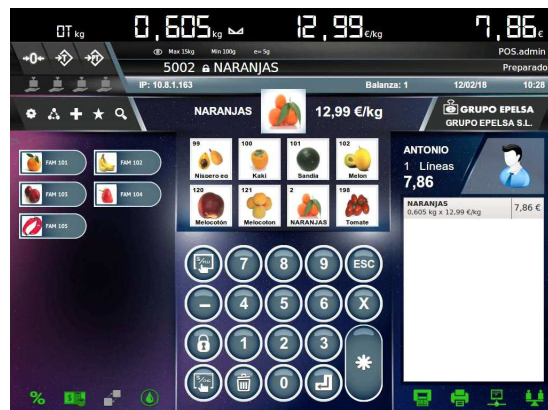 0T kg 0,605 kg 12,99 €/kg 7,86 €
Max 15kg Min 100g e= 5g POS.admin
5002 NARANJAS Preparado
IP: 10.8.1.163 Balanza: 1 12/02/18 10:28
NARANJAS 12,99 €/kg GRUPO EPELSA
GRUPO EPELSA S.L.
FAM 101 FAM 102
FAM 103 FAM 104
FAM 105
99 100 101 102
Nispero eo Kaki Sandia Melon
120 121 2 198
Melocotón Melocoton NARANJAS Tomate
ANTONIO
1 Líneas
7,86
NARANJAS 7,86 €
0,605 kg x 12,99 €/kg
7 8 9 ESC
- 4 5 6 X
1 2 3
0 *
%